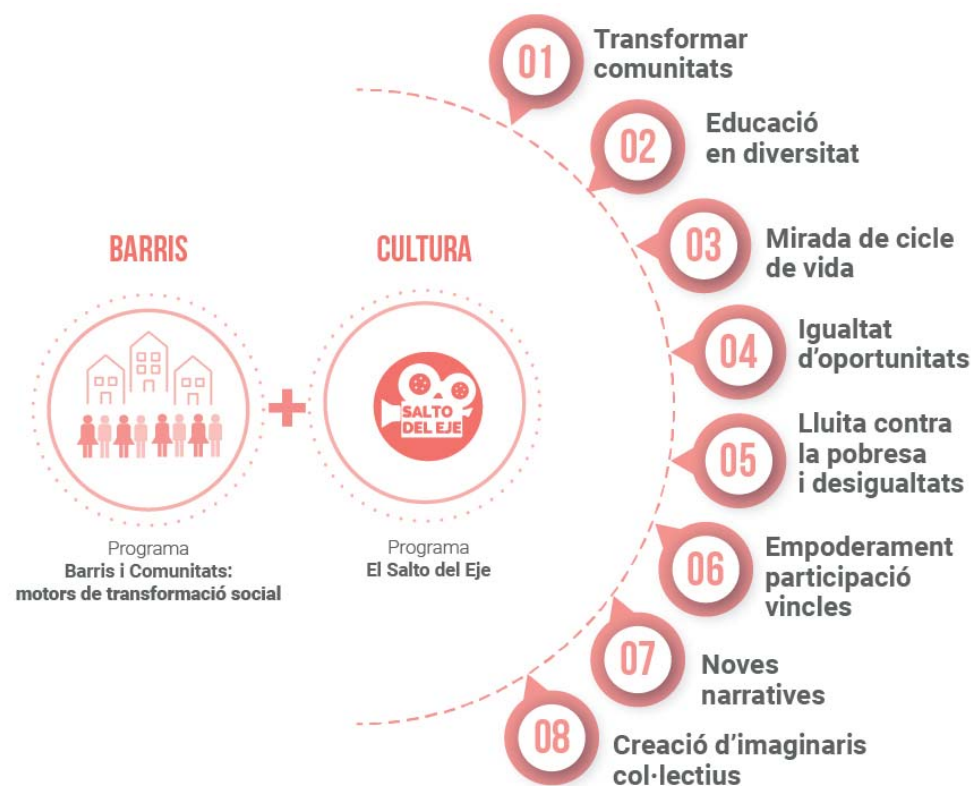 BARRIS
Programa
Barris i Comunitats:
motors de transformació social
+
CULTURA
SALTO
DEL EJE
Programa
El Salto del Eje
01
Transformar
comunitats
02
Educació
en diversitat
03
Mirada de cicle
de vida
04
Igualtat
d’oportunitats
05
Lluita contra
la pobresa
i desigualtats
06
Empoderament
participació
vincles
07
Noves
narratives
08
Creació d’imaginaris
col·lectius